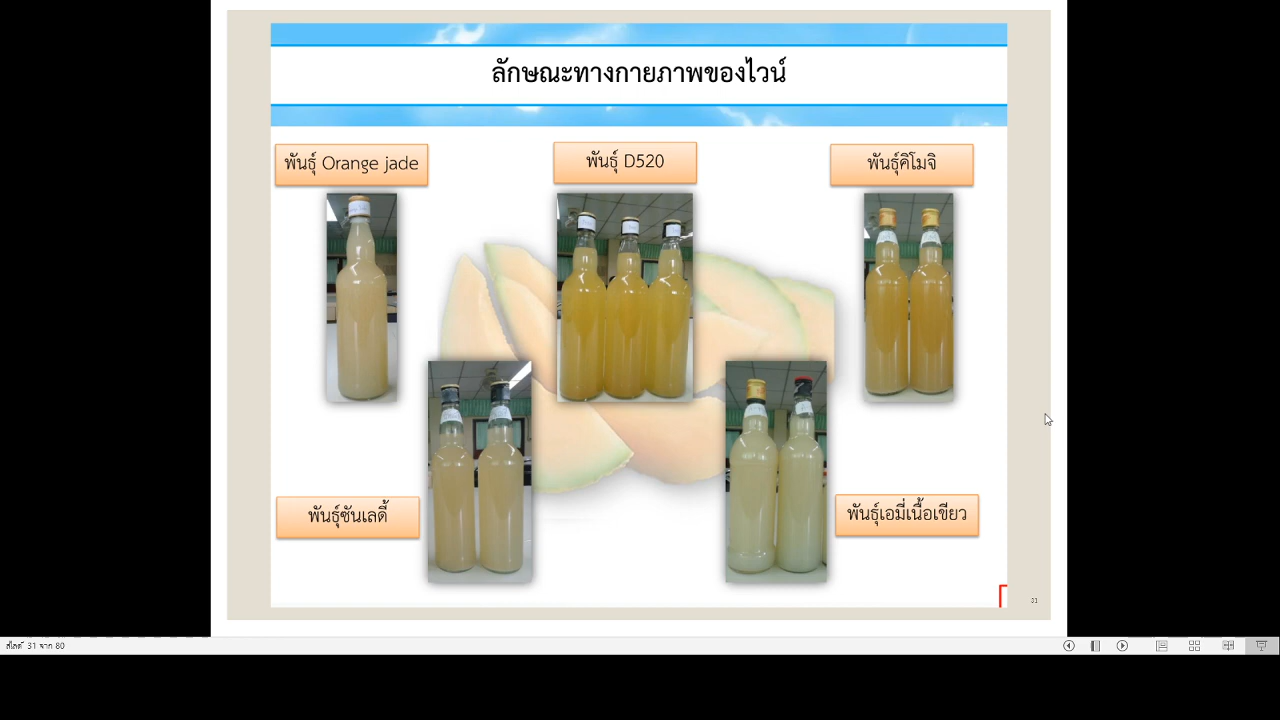 ลักษณะทางกายภาพของไวน์
พันธุ์ Orange jade
พันธุ์ D520
พันธุ์คิโมจิ
พันธุ์ซันเลดี้
พันธุ์เอมี่เนื้อเขียว
31
สไลด์ 31 จาก 80